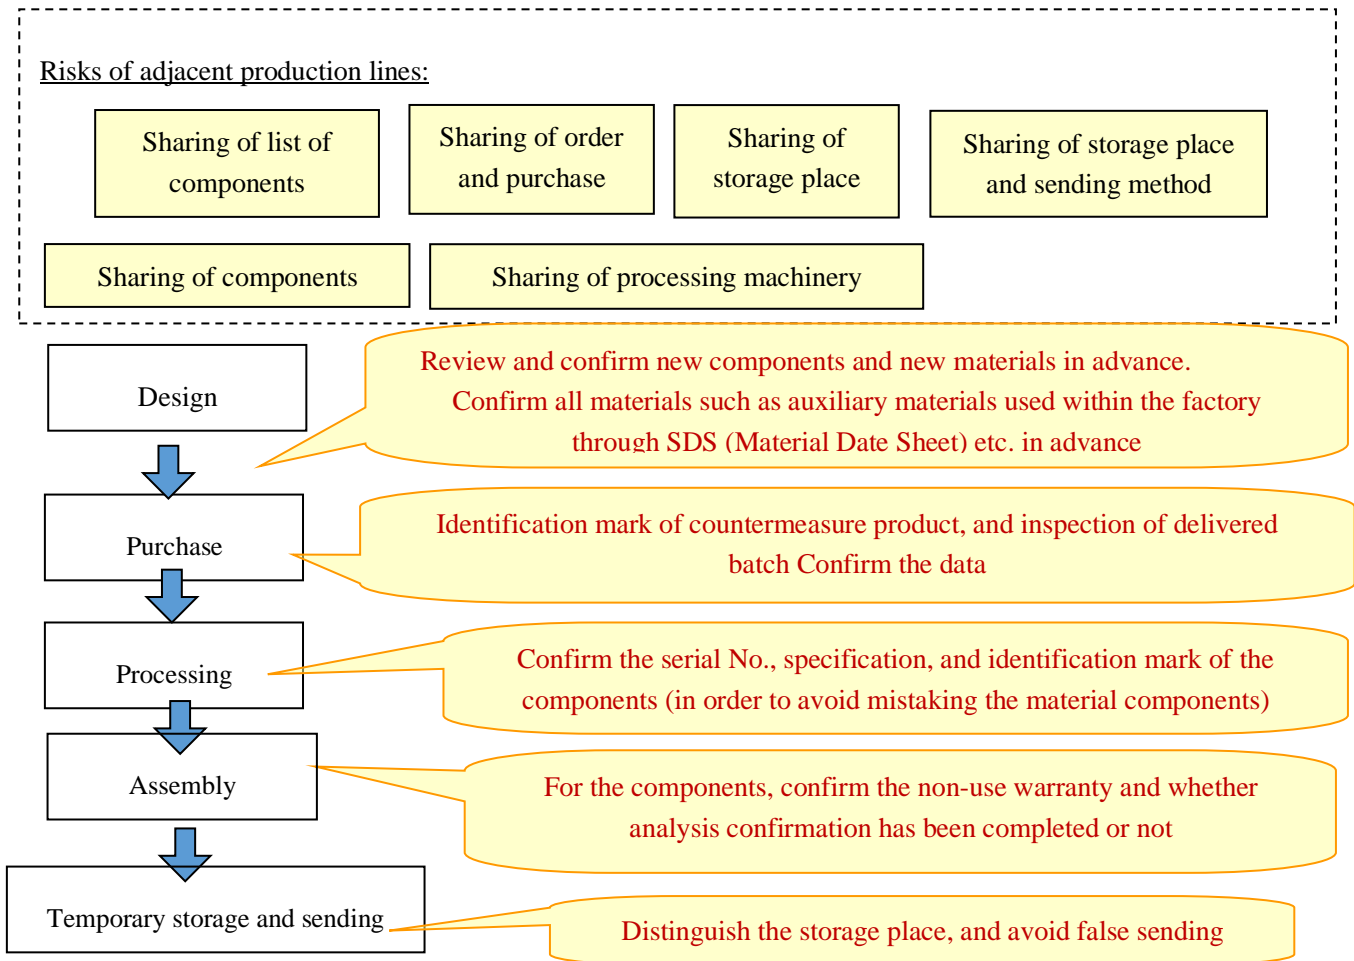 Risks of adjacent production lines:
Sharing of list of
components
Sharing of order
and purchase
Sharing of
storage place
Sharing of storage place
and sending method
Sharing of components
Sharing of processing machinery
Design
Review and confirm new components and new materials in advance.
Confirm all materials such as auxiliary materials used within the factory
through SDS (Material Date Sheet) etc. in advance
Purchase
Identification mark of countermeasure product, and inspection of delivered
batch Confirm the data
Processing
Confirm the serial No., specification, and identification mark of the
components (in order to avoid mistaking the material components)
Assembly
For the components, confirm the non-use warranty and whether
analysis confirmation has been completed or not
Temporary storage and sending
Distinguish the storage place, and avoid false sending